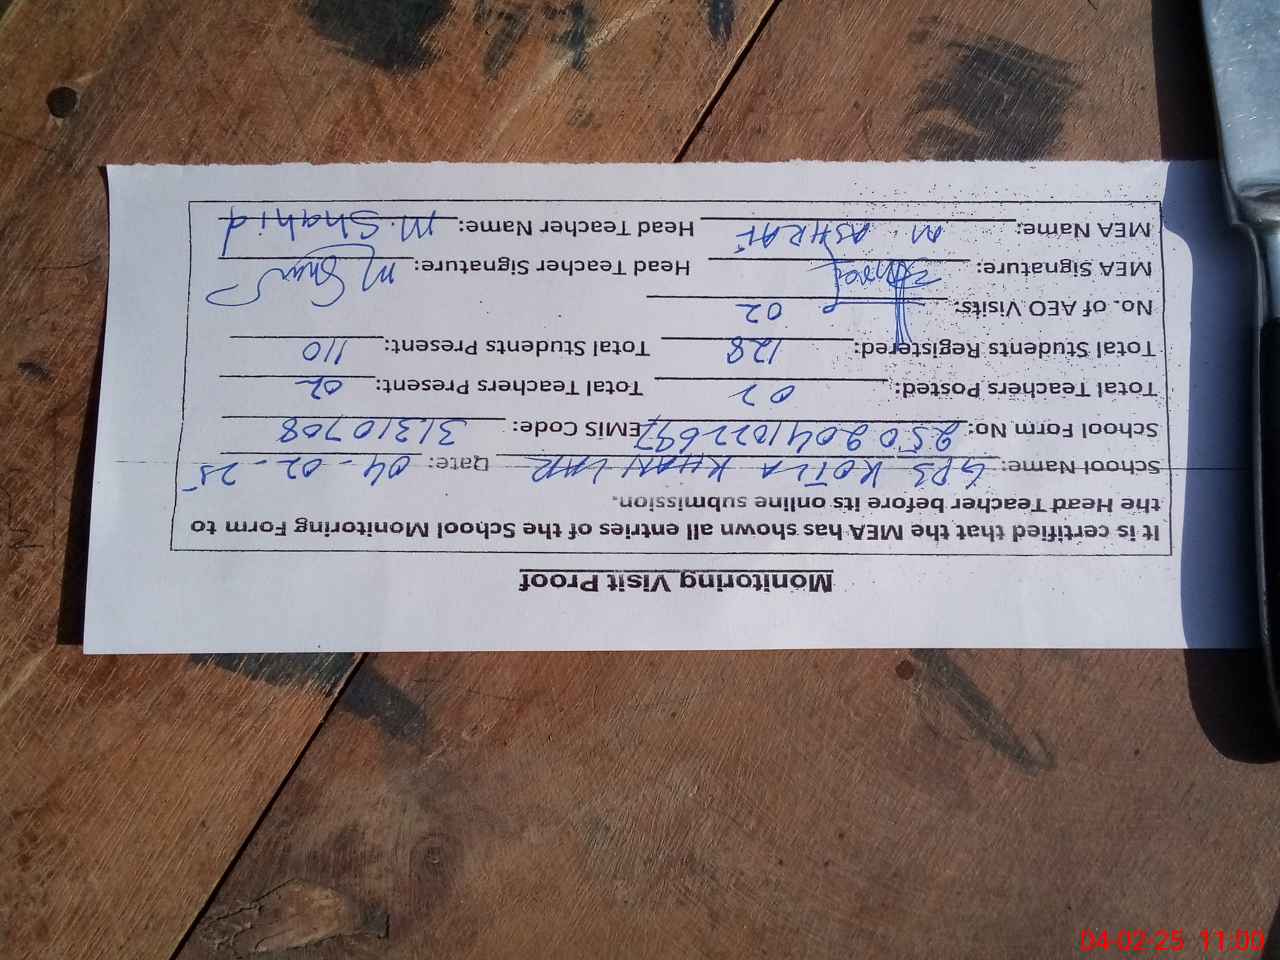 Monitoring Visit Proof
It is certified that the MEA has shown all entries of the School Monitoring Form to
the Head Teacher before its online submission.
School Name: GPS KOTLA KHAN LAR Date: 04-02-25
School Form No: 250204102269 EMIS Code: 31310708
Total Teachers Posted: 02 Total Teachers Present: 02
Total Students Registered: 128 Total Students Present: 110
No. of AEO Visits: 02
MEA Signature: Head Teacher Signature:
MEA Name: M. ASHRAF Head Teacher Name: M. Shahid
04-02-25 11:00